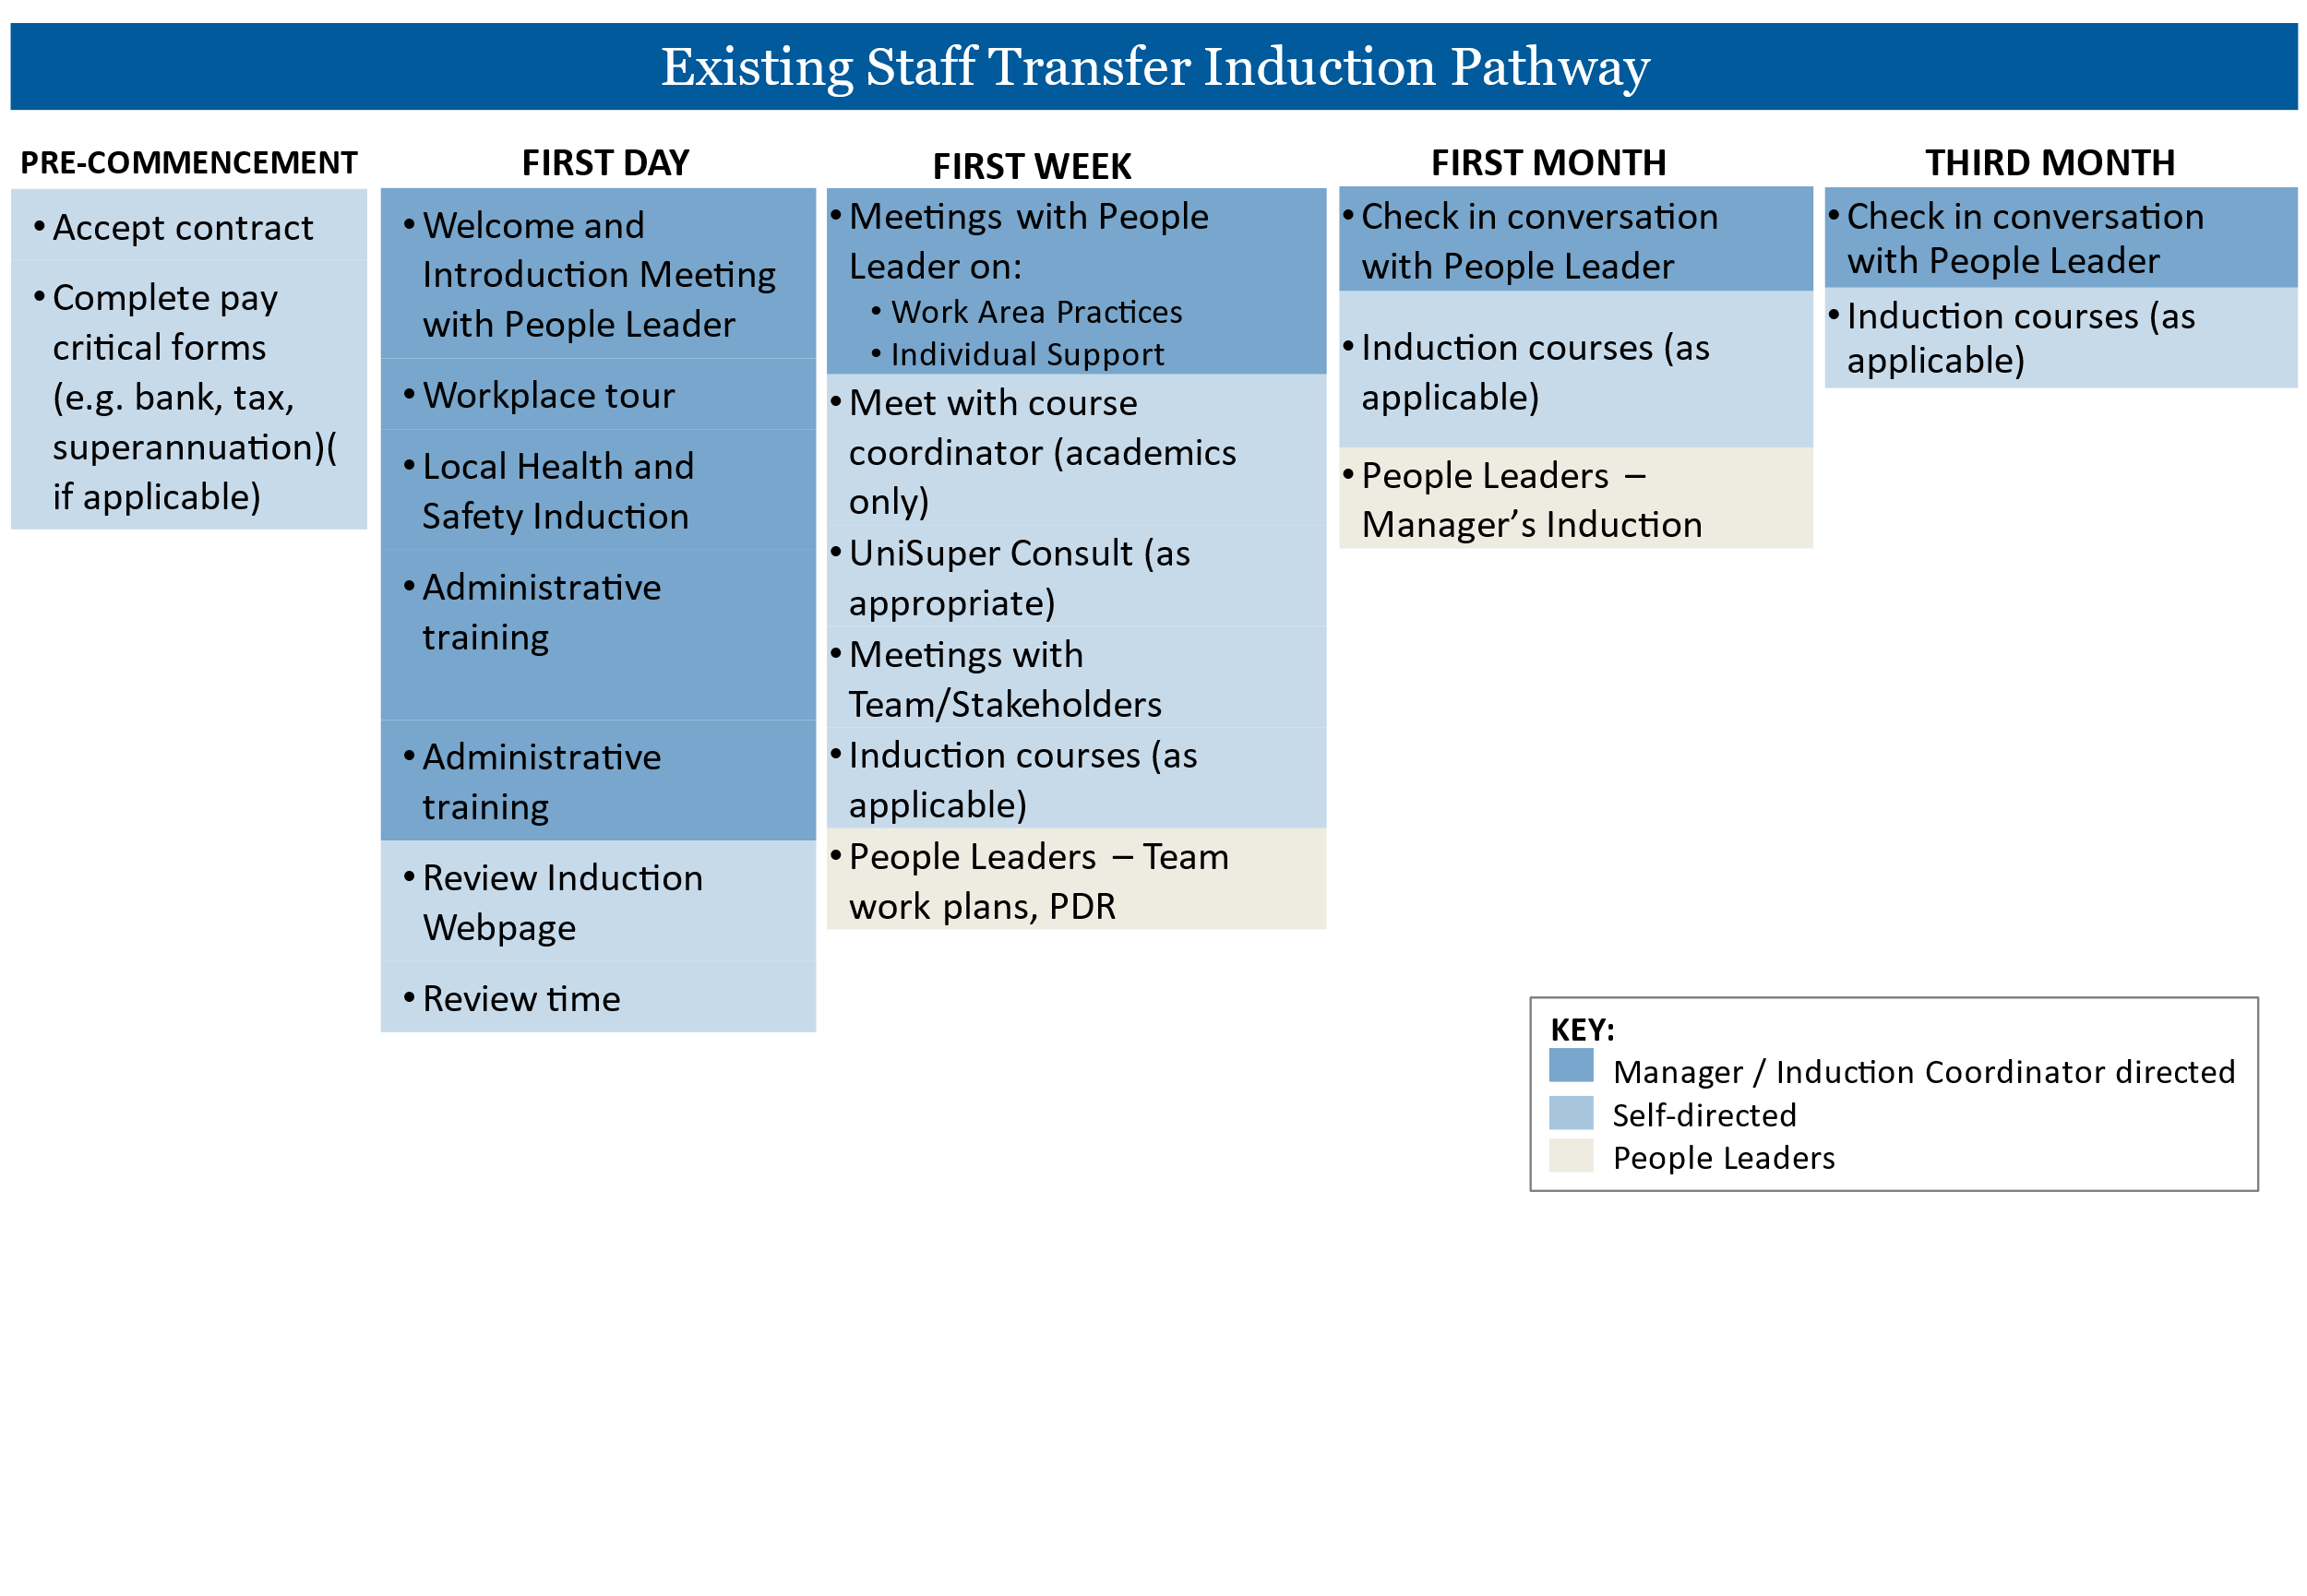 Existing Staff Transfer Induction Pathway
PRE-COMMENCEMENT
• Accept contract
• Complete pay
critical forms
(e.g. bank, tax,
superannuation)(
if applicable)
FIRST DAY
• Welcome and
Introduction Meeting
with People Leader
• Workplace tour
• Local Health and
Safety Induction
• Administrative
training
• Administrative
training
• Review Induction
Webpage
• Review time
FIRST WEEK
• Meetings with People
Leader on:
• Work Area Practices
• Individual Support
• Meet with course
coordinator (academics
only)
• UniSuper Consult (as
appropriate)
• Meetings with
Team/Stakeholders
• Induction courses (as
applicable)
• People Leaders – Team
work plans, PDR
FIRST MONTH
• Check in conversation
with People Leader
• Induction courses (as
applicable)
• People Leaders –
Manager’s Induction
THIRD MONTH
• Check in conversation
with People Leader
• Induction courses (as
applicable)
KEY:
Manager / Induction Coordinator directed
Self-directed
People Leaders